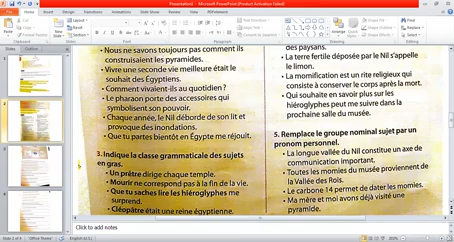 Presentation1 - Microsoft PowerPoint (Product Activation Failed)
File
Home
Insert
Design
Transitions
Animations
Slide Show
Review
View
Slides
Outline
• Nous ne savons toujours pas comment ils
construisaient les pyramides.
• Vivre une seconde vie meilleure était le
souhait des Égyptiens.
• Comment vivaient-ils au quotidien ?
• Le pharaon porte des accessoires qui
symbolisent son pouvoir.
• Chaque année, le Nil déborde de son lit et
provoque des inondations.
• Que tu partes bientôt en Égypte me réjouit.
3. Indique la classe grammaticale des sujets
en gras.
• Un prêtre dirige chaque temple.
• Mourir ne correspond pas à la fin de la vie.
• Que tu saches lire les hiéroglyphes me
surprend.
• Cléopâtre était une reine égyptienne.
des paysans.
• La terre fertile déposée par le Nil s'appelle
le limon.
• La momification est un rite religieux qui
consiste à conserver le corps après la mort.
• Qui souhaite en savoir plus sur les
hiéroglyphes peut me suivre dans la
prochaine salle du musée.
5. Remplace le groupe nominal sujet par un
pronom personnel.
• La longue vallée du Nil constitue un axe de
communication important.
• Toutes les momies du musée proviennent de
la Vallée des Rois.
• Le carbone 14 permet de dater les momies.
• Ma mère et moi avons déjà visité une
pyramide.
Click to add notes
Slide 2 of 4
"Office Theme"
English (U.S.)